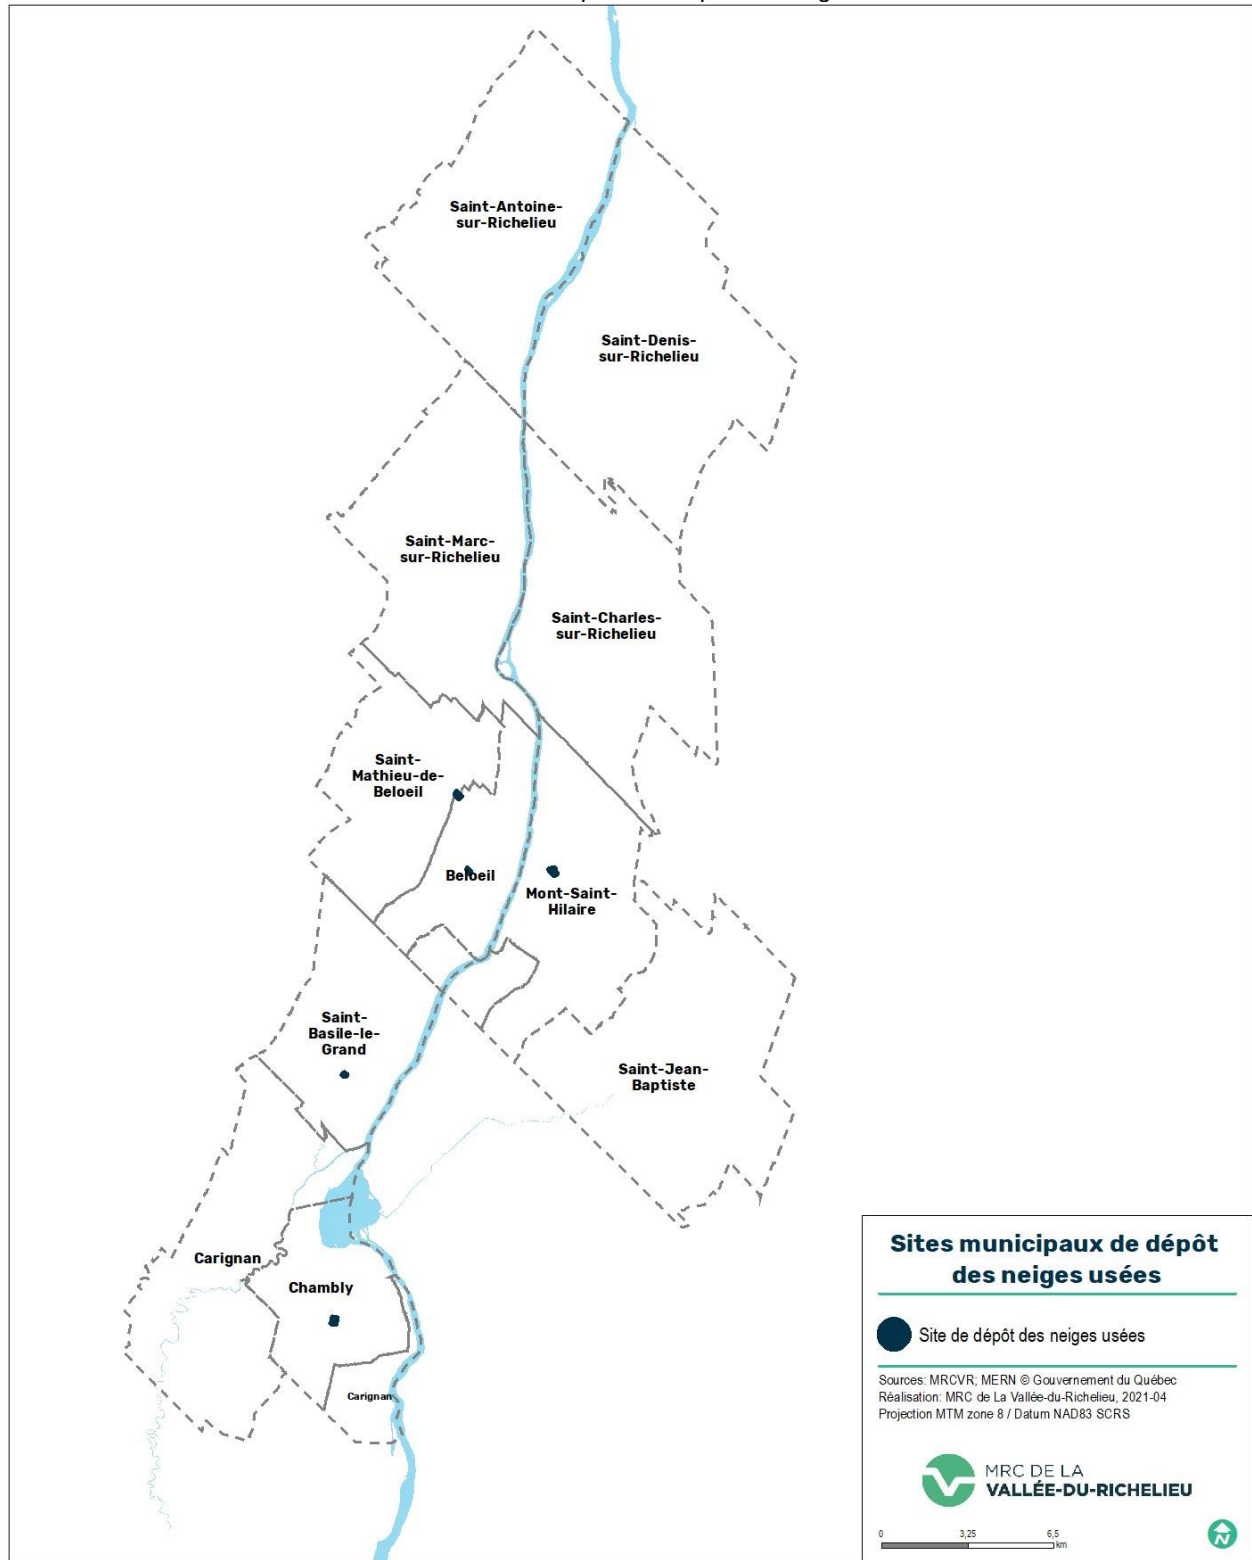 Saint-Antoine-
sur-Richelieu
Saint-Denis-
sur-Richelieu
Saint-Marc-
sur-Richelieu
Saint-Charles-
sur-Richelieu
Saint-
Mathieu-de-
Beloeil
Beloeil
Mont-Saint-
Hilaire
Saint-
Basile-le-
Grand
Saint-Jean-
Baptiste
Carignan
Chambly
Carignan
Sites municipaux de dépôt
des neiges usées
Site de dépôt des neiges usées
Sources: MRCVR; MERN © Gouvernement du Québec
Réalisation: MRC de La Vallée-du-Richelieu, 2021-04
Projection MTM zone 8 / Datum NAD83 SCRS
MRC DE LA
VALLÉE-DU-RICHELIEU
0 3,25 6,5
km
N